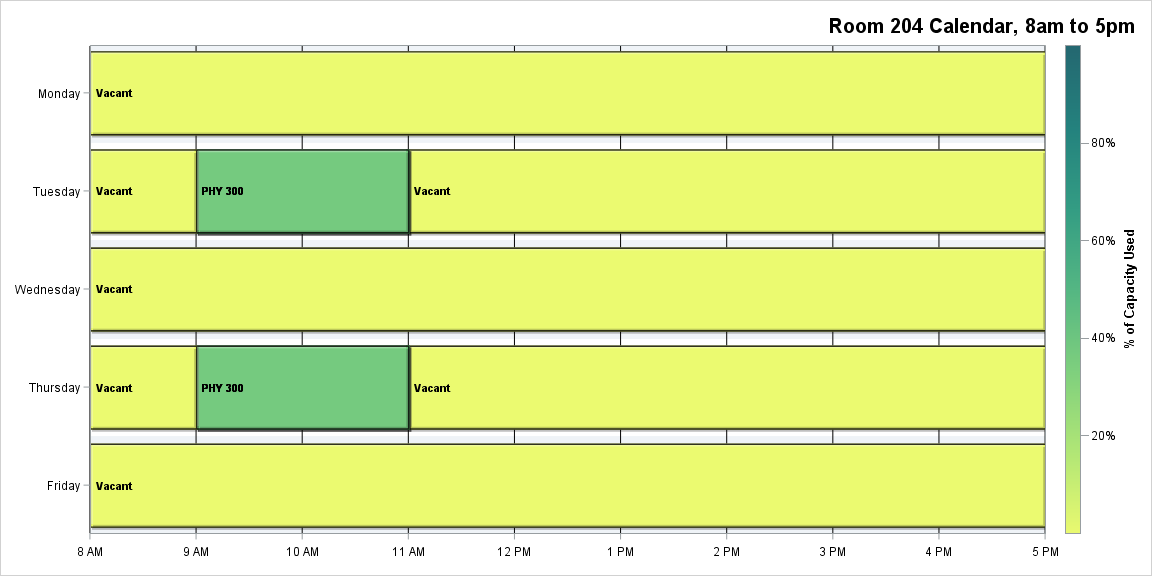 Room 204 Calendar, 8am to 5pm
Monday
Vacant
Tuesday
Vacant
PHY 300
Vacant
Wednesday
Vacant
Thursday
Vacant
PHY 300
Vacant
Friday
Vacant
8 AM
9 AM
10 AM
11 AM
12 PM
1 PM
2 PM
3 PM
4 PM
5 PM
80%
60%
40%
20%
% of Capacity Used